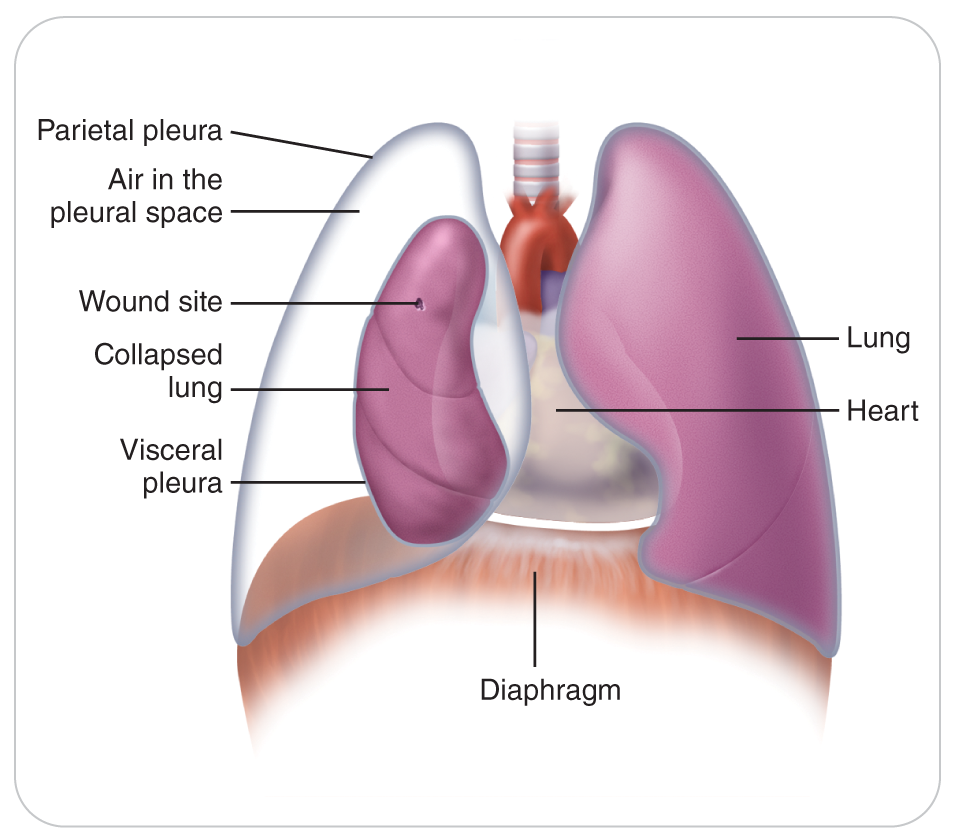 Parietal pleura
Air in the
pleural space
Wound site
Collapsed
lung
Visceral
pleura
Lung
Heart
Diaphragm